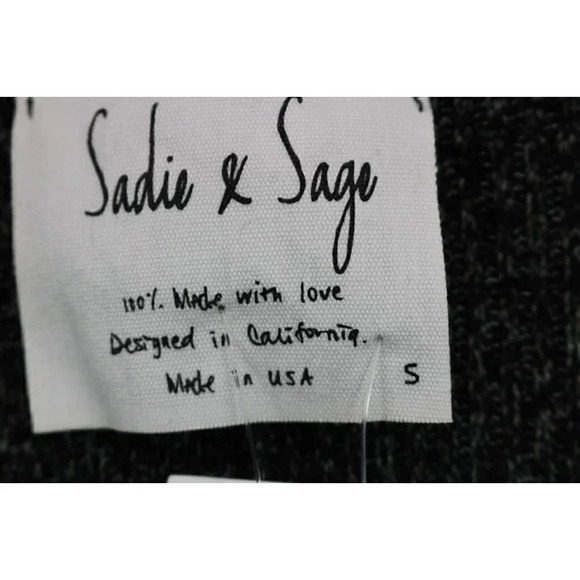 Sadie & Sage
100% Made with love
Designed in California.
Made in USA S